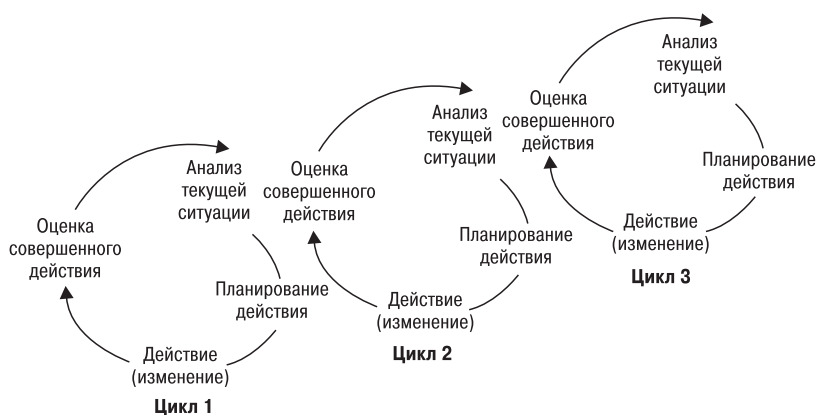 Анализ
текущей
ситуации
Планирование
действия
Действие
(изменение)
Оценка
совершенного
действия
Цикл 1
Анализ
текущей
ситуации
Планирование
действия
Действие
(изменение)
Оценка
совершенного
действия
Цикл 2
Анализ
текущей
ситуации
Планирование
действия
Действие
(изменение)
Оценка
совершенного
действия
Цикл 3